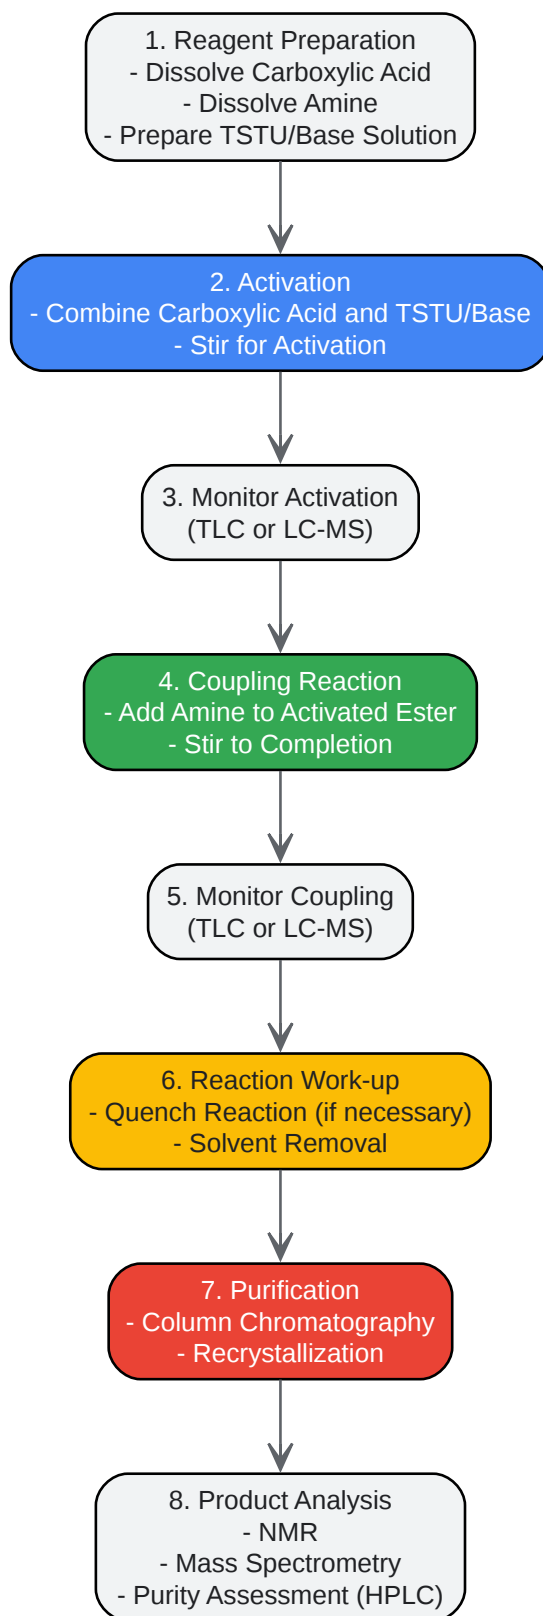 1. Reagent Preparation
- Dissolve Carboxylic Acid
- Dissolve Amine
- Prepare TSTU/Base Solution
2. Activation
- Combine Carboxylic Acid and TSTU/Base
- Stir for Activation
3. Monitor Activation
(TLC or LC-MS)
4. Coupling Reaction
- Add Amine to Activated Ester
- Stir to Completion
5. Monitor Coupling
(TLC or LC-MS)
6. Reaction Work-up
- Quench Reaction (if necessary)
- Solvent Removal
7. Purification
- Column Chromatography
- Recrystallization
8. Product Analysis
- NMR
- Mass Spectrometry
- Purity Assessment (HPLC)